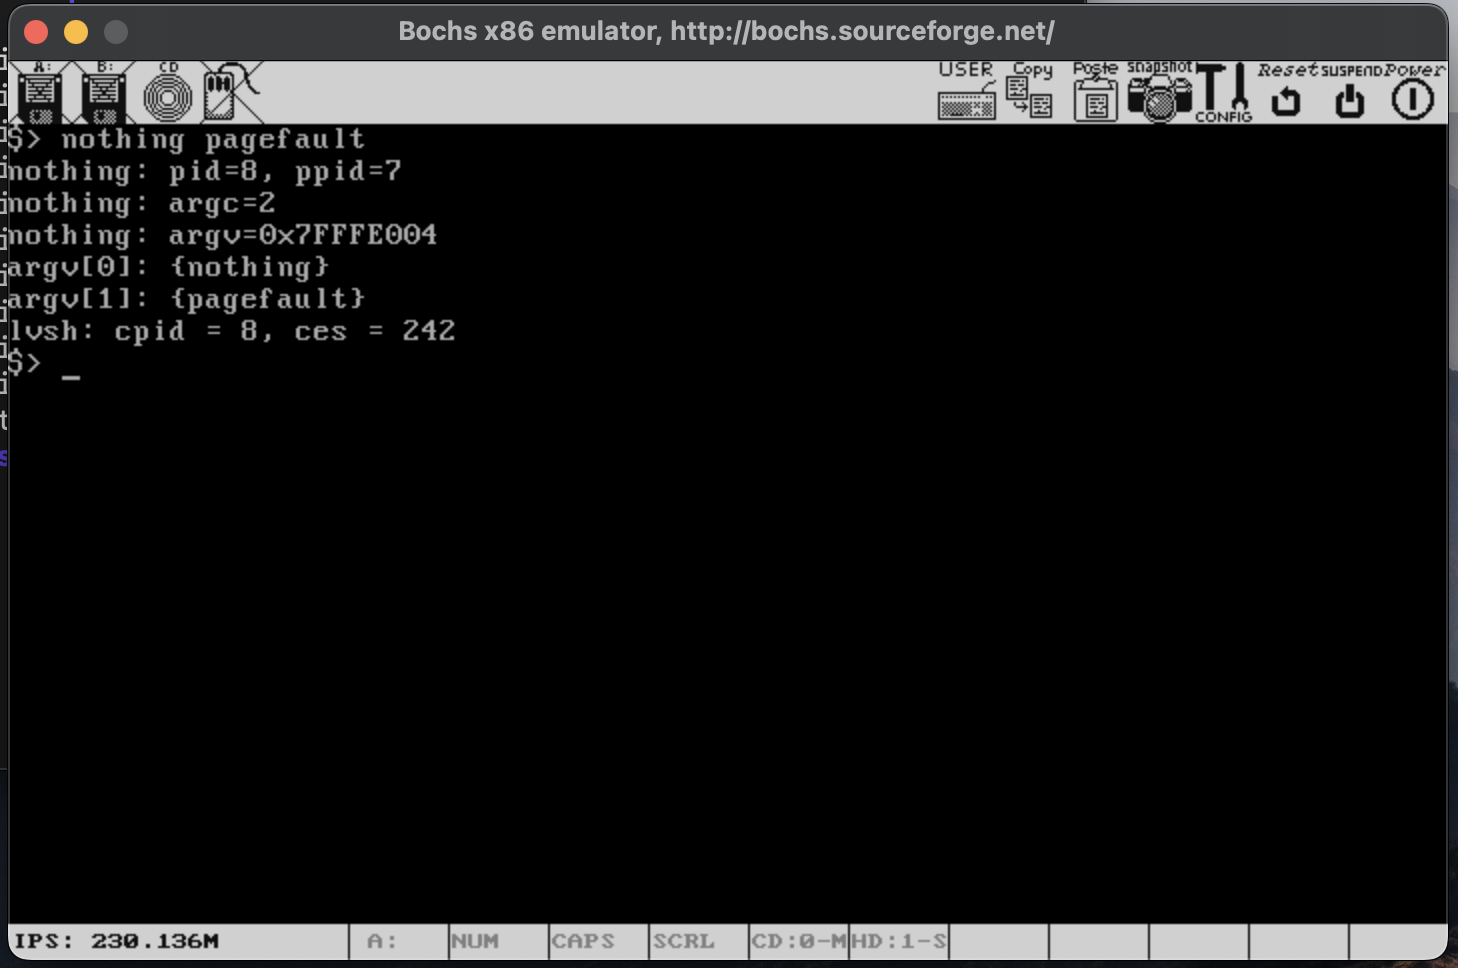 Bochs x86 emulator, http://bochs.sourceforge.net/
A: B: CD USER Copy Paste snapshot CONFIG Reset SUSPEND Power
$> nothing pagefault
nothing: pid=8, ppid=7
nothing: argc=2
nothing: argv=0x7FFFE004
argv[0]: {nothing}
argv[1]: {pagefault}
lvsh: cpid = 8, ces = 242
$> _
IPS: 230.136M A: NUM CAPS SCRL CD:0-M HD:1-S